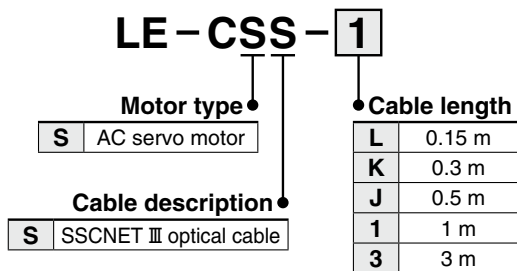 LE-CSS-1
Motor type
S AC servo motor
Cable description
S SSCNET Ⅲ optical cable
Cable length
L 0.15 m
K 0.3 m
J 0.5 m
1 1 m
3 3 m